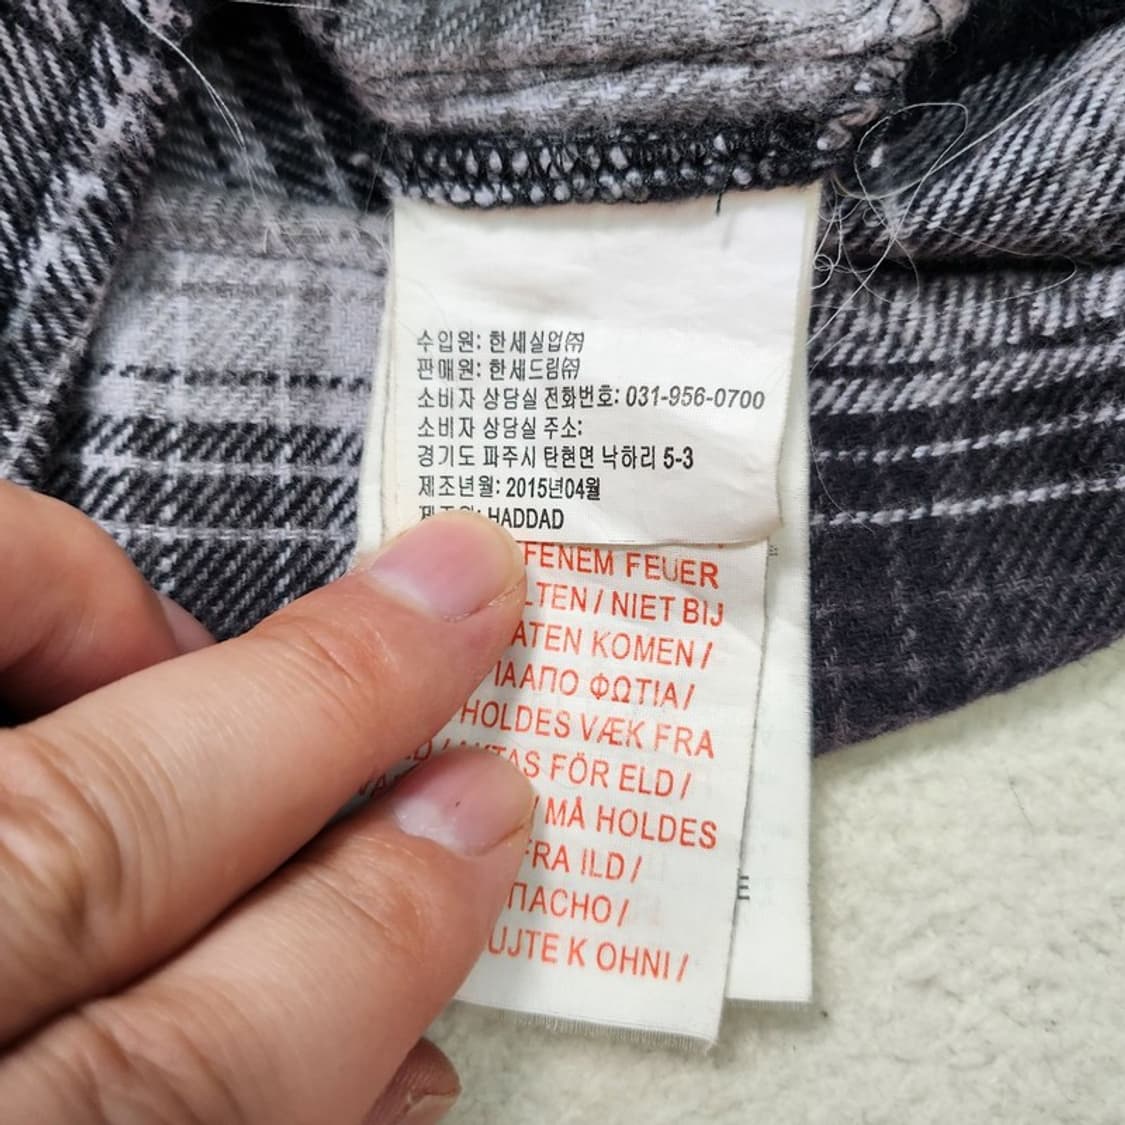 수입원: 한세실업㈜
판매원: 한세드림㈜
소비자 상담실 전화번호: 031-956-0700
소비자 상담실 주소:
경기도 파주시 탄현면 낙하리 5-3
제조년월: 2015년04월
HADDAD
FENEM FEUER
LTEN / NIET BIJ
ATEN KOMEN /
ΙΑΑΠΟ ΦΩΤΙΑ /
HOLDES VÆK FRA
TAS FÖR ELD /
/ MÅ HOLDES
FRA ILD /
ПАСНО /
UJTE K OHNI /
E